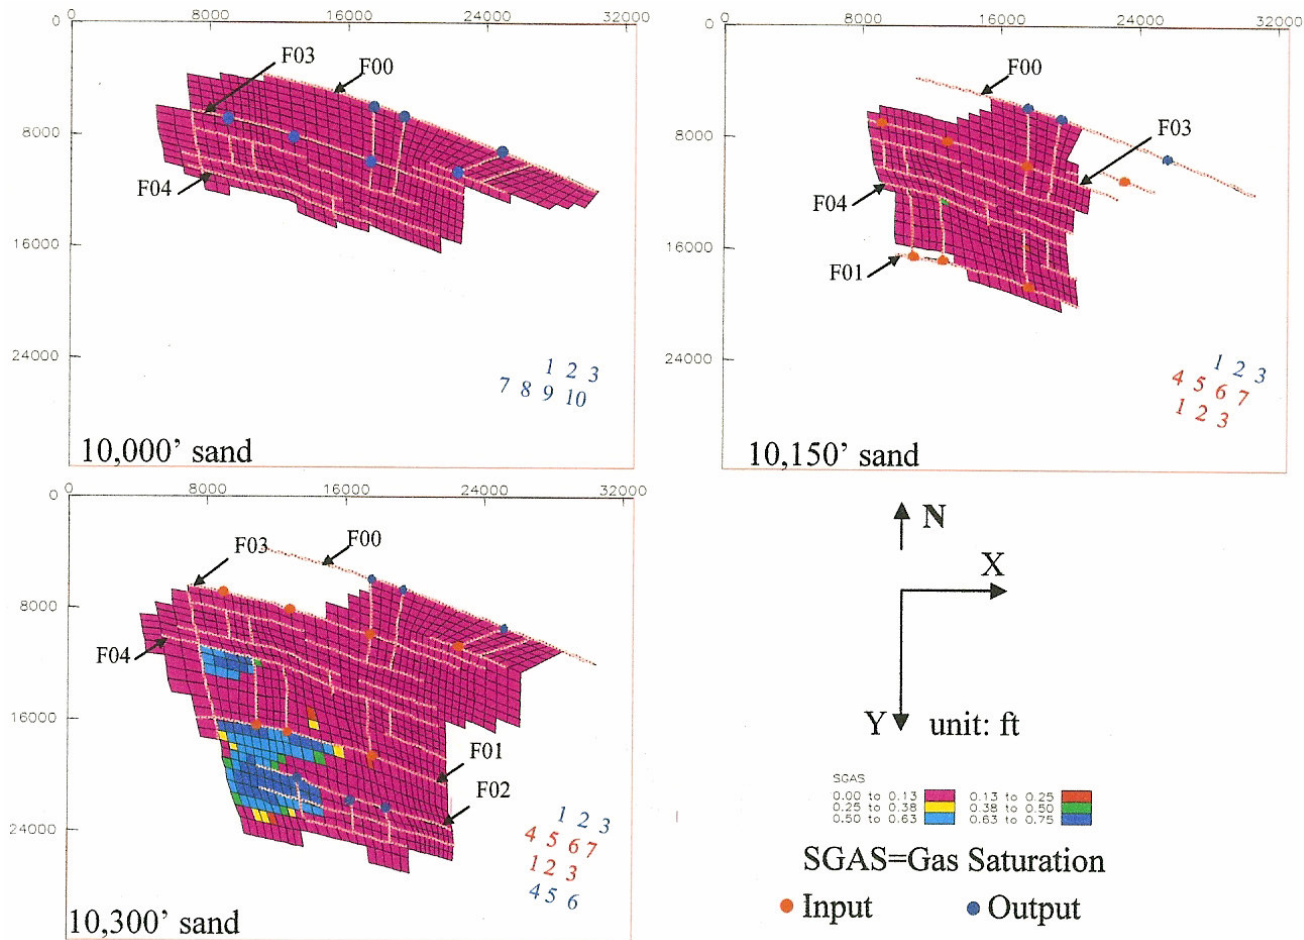 0 8000 16000 24000 32000
0
F03
F00
8000
F04
16000
24000
1 2 3
7 8 9 10
10,000' sand
8000 16000 24000 32000
0
F00
F03
8000
F04
16000
F01
24000
1 2 3
4 5 6 7
1 2 3
10,150' sand
0 8000 16000 24000 32000
0
F03
F00
8000
F04
16000
F01
F02
24000
1 2 3
4 5 6 7
1 2 3
4 5 6
10,300' sand
N
X
Y unit: ft
SGAS
0.00 to 0.13 0.13 to 0.25
0.25 to 0.38 0.38 to 0.50
0.50 to 0.63 0.63 to 0.75
SGAS=Gas Saturation
Input Output